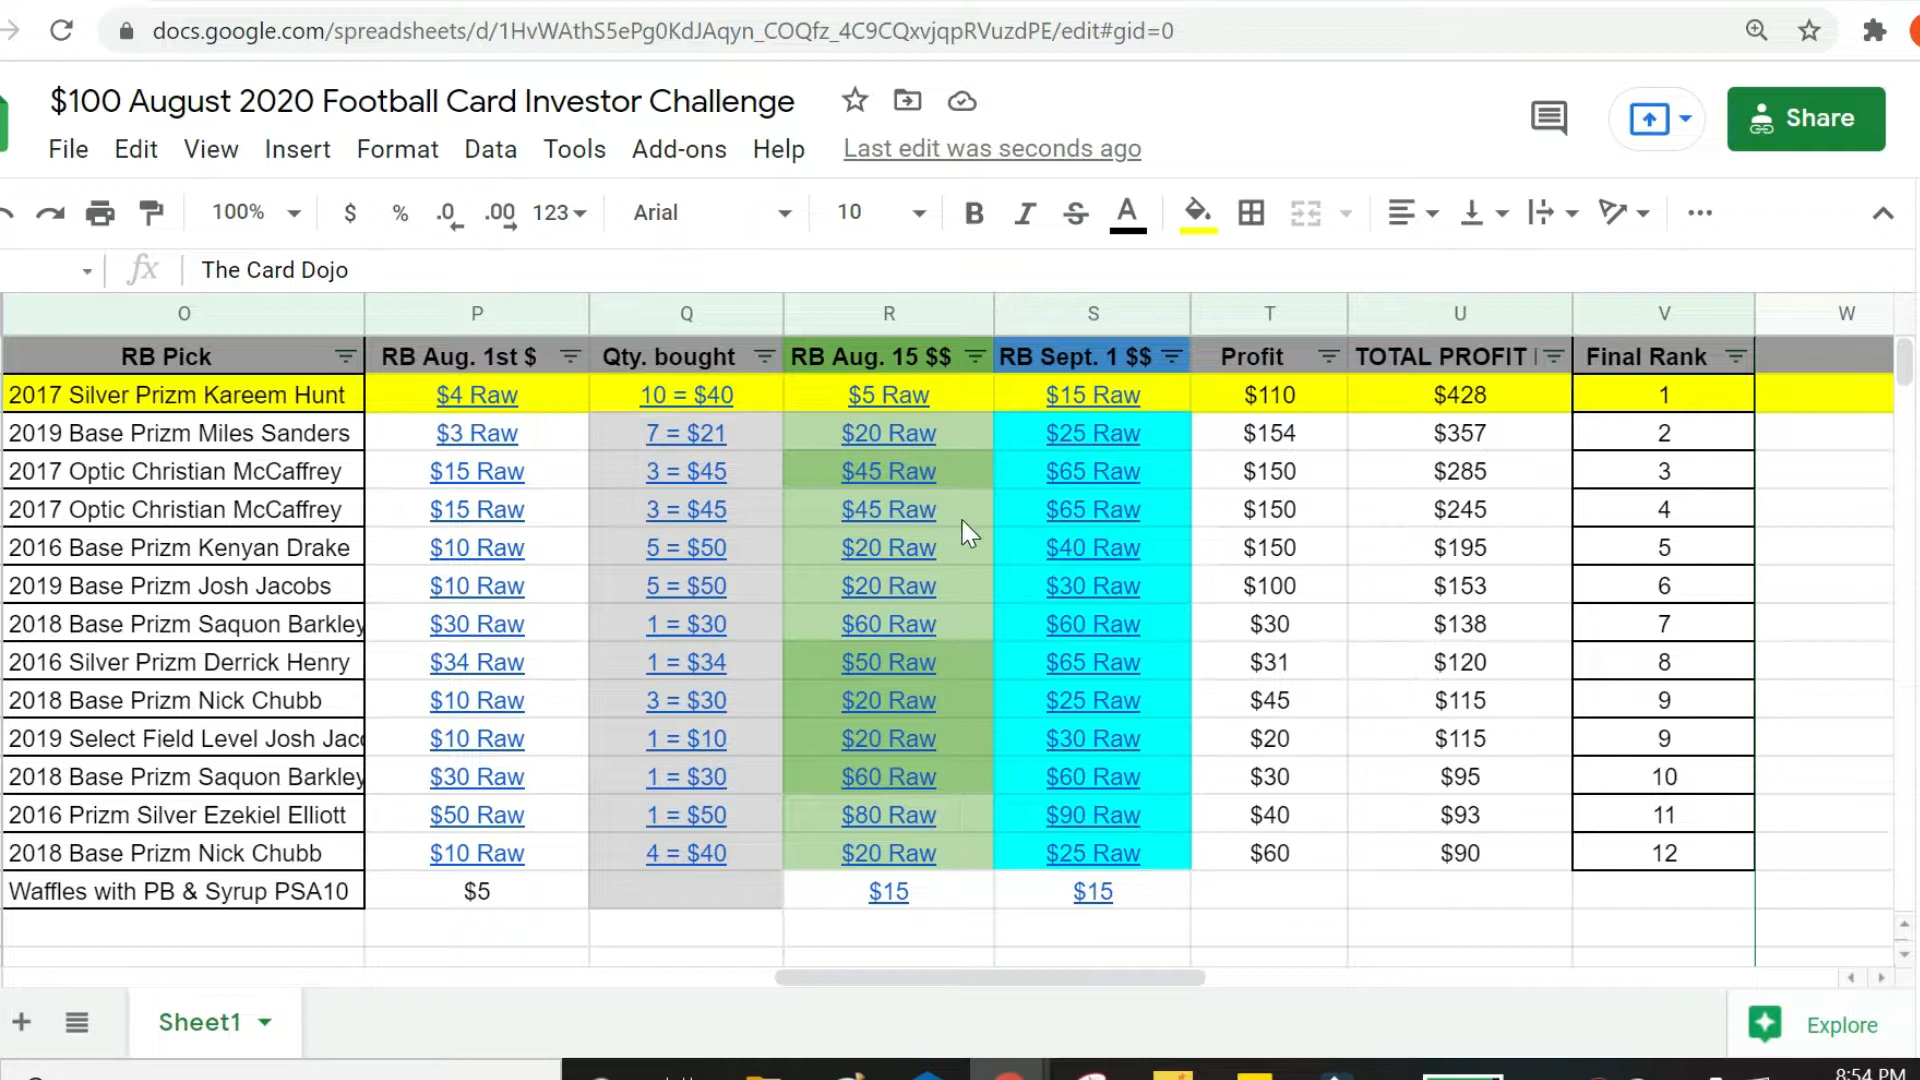 docs.google.com/spreadsheets/d/1HvWAthS5ePg0KdJAqyn_COQfz_4C9CQxvjqpRVuzdPE/edit#gid=0
$100 August 2020 Football Card Investor Challenge
File Edit View Insert Format Data Tools Add-ons Help Last edit was seconds ago
Share
100% $ % .0 .00 123 Arial 10 B I S A
fx The Card Dojo
O P Q R S T U V W
RB Pick RB Aug. 1st $ Qty. bought RB Aug. 15 $$ RB Sept. 1 $$ Profit TOTAL PROFIT Final Rank
2017 Silver Prizm Kareem Hunt $4 Raw 10 = $40 $5 Raw $15 Raw $110 $428 1
2019 Base Prizm Miles Sanders $3 Raw 7 = $21 $20 Raw $25 Raw $154 $357 2
2017 Optic Christian McCaffrey $15 Raw 3 = $45 $45 Raw $65 Raw $150 $285 3
2017 Optic Christian McCaffrey $15 Raw 3 = $45 $45 Raw $65 Raw $150 $245 4
2016 Base Prizm Kenyan Drake $10 Raw 5 = $50 $20 Raw $40 Raw $150 $195 5
2019 Base Prizm Josh Jacobs $10 Raw 5 = $50 $20 Raw $30 Raw $100 $153 6
2018 Base Prizm Saquon Barkley $30 Raw 1 = $30 $60 Raw $60 Raw $30 $138 7
2016 Silver Prizm Derrick Henry $34 Raw 1 = $34 $50 Raw $65 Raw $31 $120 8
2018 Base Prizm Nick Chubb $10 Raw 3 = $30 $20 Raw $25 Raw $45 $115 9
2019 Select Field Level Josh Jaco $10 Raw 1 = $10 $20 Raw $30 Raw $20 $115 9
2018 Base Prizm Saquon Barkley $30 Raw 1 = $30 $60 Raw $60 Raw $30 $95 10
2016 Prizm Silver Ezekiel Elliott $50 Raw 1 = $50 $80 Raw $90 Raw $40 $93 11
2018 Base Prizm Nick Chubb $10 Raw 4 = $40 $20 Raw $25 Raw $60 $90 12
Waffles with PB & Syrup PSA10 $5 $15 $15
Sheet1
Explore
8:54 PM